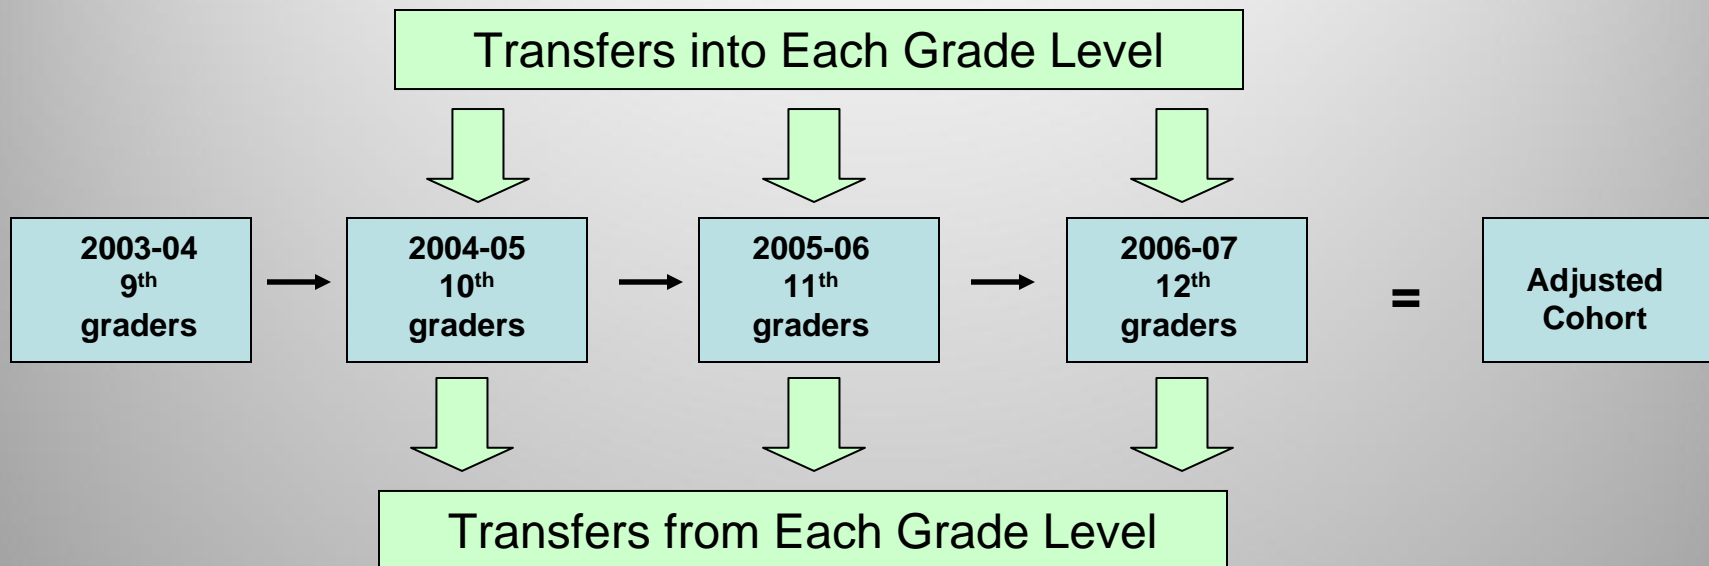 Transfers into Each Grade Level
2003-04
9th
graders
2004-05
10th
graders
2005-06
11th
graders
2006-07
12th
graders
=
Adjusted
Cohort
Transfers from Each Grade Level